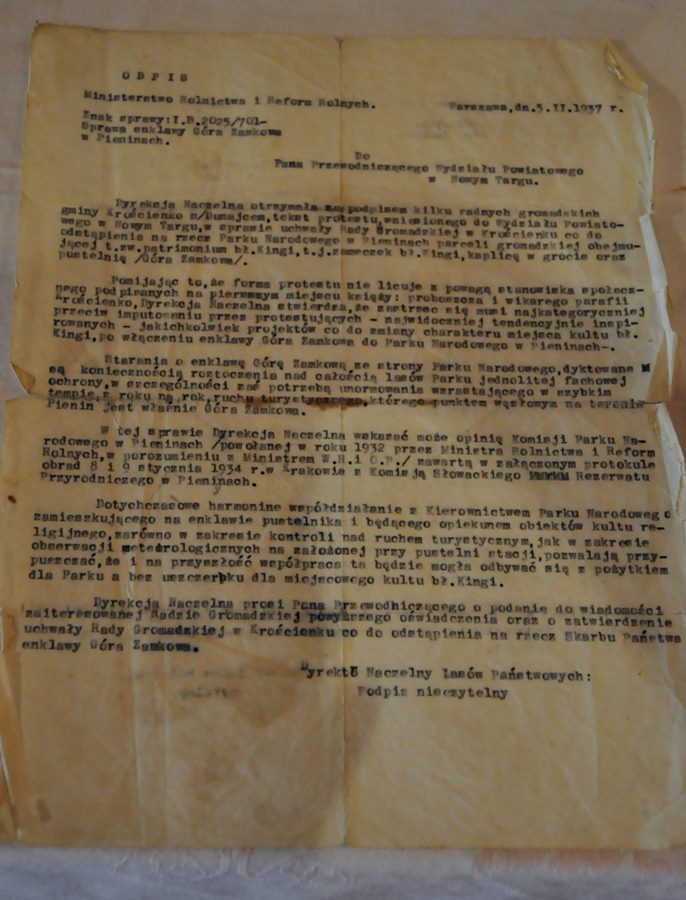 ODPIS
Ministerstwo Rolnictwa i Reform Rolnych.
Warszawa,dn.5.II.1937 r.
Znak sprawy:I.B.2025/701-
Sprawa enklawy Góra Zamkowa
w Pieninach.
Do
Pana Przewodniczącego Wydziału Powiatowego
w Nowym Targu.
Dyrekcja Naczelna otrzymała podpisem kilku radnych gromadskich
gminy Krościenko n/Dunajcem,tekst protestu,wniesionego do Wydziału Powiato-
wego w Nowym Targu,w sprawie uchwały Rady Gromadzkiej w Krościenku co do
odstąpienia na rzecz Parku Narodowego w Pieninach parceli gromadzkiej obejmu-
jącej t.zw.patrimonium bł.Kingi,t.j.zameczek bł.Kingi,kaplicę w grocie oraz
pustelnię /Góra Zamkowa/.
Pomijając to,że forma protestu nie licuje z powagą stanowiska społecz-
nego podpisanych na pierwszym miejscu księży: proboszcza i wikarego parafii
Krościenko,Dyrekcja Naczelna stwierdza,że zastrzec się musi najkategoryczniej
przeciw imputowaniu przez protestujących - najwidoczniej tendencyjnie inspi-
rowanych - jakichkolwiek projektów co do zmiany charakteru miejsca kultu bł.
Kingi,po włączeniu enklawy Góra Zamkowa do Parku Narodowego w Pieninach-.
Starania o enklawę Górę Zamkową ze strony Parku Narodowego,dyktowane
są koniecznością roztoczenia nad całością lasów Parku jednolitej fachowej
ochrony,w szczególności zaś potrzebą unormowania wzrastającego w szybkim
tempie z roku na rok ruchu turystycznego,którego punktem węzłowym na terenie
Pienin jest właśnie Góra Zamkowa.
W tej sprawie Dyrekcja Naczelna wskazać może opinię Komisji Parku Na-
rodowego w Pieninach /powołanej w roku 1932 przez Ministra Rolnictwa i Reform
Rolnych,w porozumieniu z Ministrem W.R.i O.P./ zawartą w załączonym protokule
obrad 8 i 9 stycznia 1934 r.w Krakowie z Komisją Słowackiego Rezerwatu
Przyrodniczego w Pieninach.
Dotychczasowe harmonine współdziałanie z Kierownictwem Parku Narodowego
zamieszkującego na enklawie pustelnika i będącego opiekunem obiektów kultu re-
ligijnego,zarówno w zakresie kontroli nad ruchem turystycznym,jak w zakresie
obserwacji meteorologicznych na założonej przy pustelni stacji,pozwalają przy-
puszczać,że i na przyszłość współpraca ta będzie mogła odbywać się z pożytkiem
dla Parku a bez uszczerbku dla miejscowego kultu bł.Kingi.
Dyrekcja Naczelna prosi Pana Przewodniczącego o podanie do wiadomości
zaiteresowanej Radzie Gromadzkiej powyższego oświadczenia oraz o zatwierdzenie
uchwały Rady Gromadzkiej w Krościenku co do odstąpienia na rzecz Skarbu Państwa
enklawy Góra Zamkowa.
Naczelny Lasów Państwowych:
Podpis nieczytelny